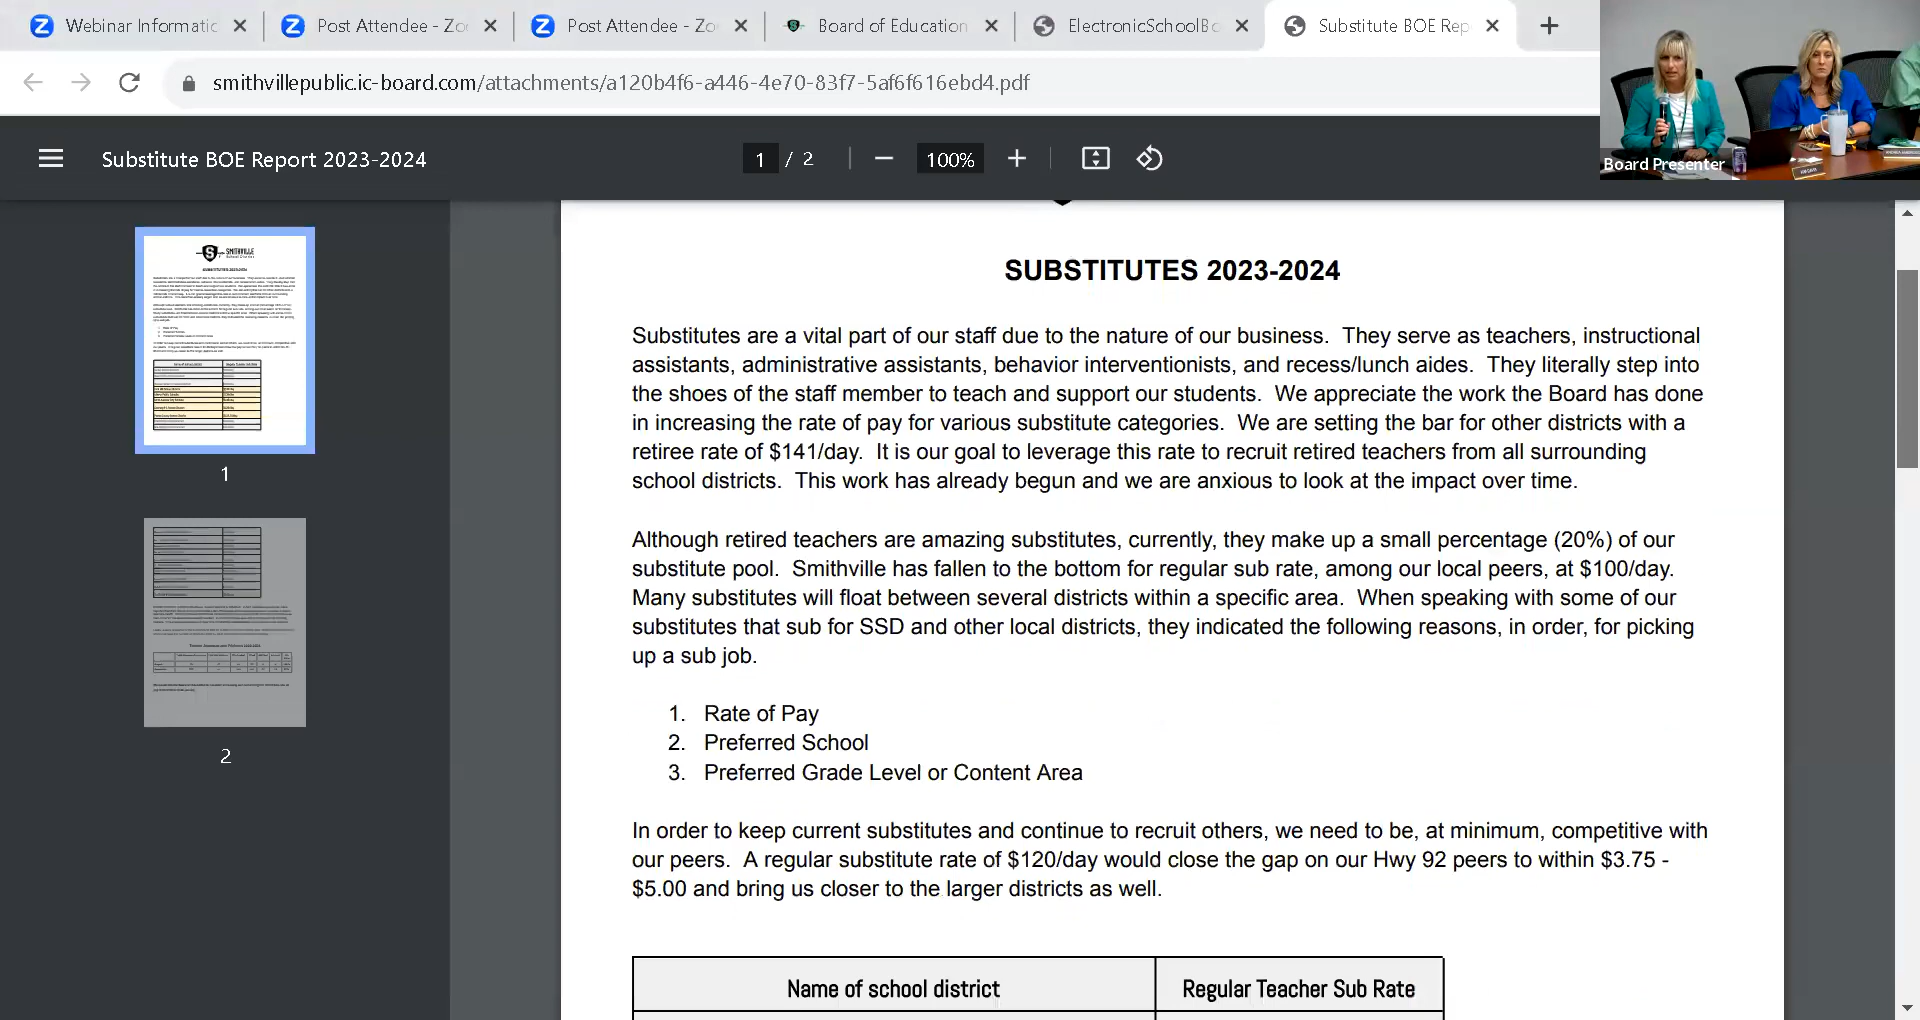 Webinar Informatic
Post Attendee - Zo
Post Attendee - Zo
Board of Education
ElectronicSchoolBo
Substitute BOE Rep
smithvillepublic.ic-board.com/attachments/a120b4f6-a446-4e70-83f7-5af6f616ebd4.pdf
Board Presenter
Substitute BOE Report 2023-2024
1 / 2
100%
SMITHVILLE
School District
1
2
SUBSTITUTES 2023-2024
Substitutes are a vital part of our staff due to the nature of our business. They serve as teachers, instructional
assistants, administrative assistants, behavior interventionists, and recess/lunch aides. They literally step into
the shoes of the staff member to teach and support our students. We appreciate the work the Board has done
in increasing the rate of pay for various substitute categories. We are setting the bar for other districts with a
retiree rate of $141/day. It is our goal to leverage this rate to recruit retired teachers from all surrounding
school districts. This work has already begun and we are anxious to look at the impact over time.
Although retired teachers are amazing substitutes, currently, they make up a small percentage (20%) of our
substitute pool. Smithville has fallen to the bottom for regular sub rate, among our local peers, at $100/day.
Many substitutes will float between several districts within a specific area. When speaking with some of our
substitutes that sub for SSD and other local districts, they indicated the following reasons, in order, for picking
up a sub job.
1. Rate of Pay
2. Preferred School
3. Preferred Grade Level or Content Area
In order to keep current substitutes and continue to recruit others, we need to be, at minimum, competitive with
our peers. A regular substitute rate of $120/day would close the gap on our Hwy 92 peers to within $3.75 -
$5.00 and bring us closer to the larger districts as well.
Name of school district
Regular Teacher Sub Rate